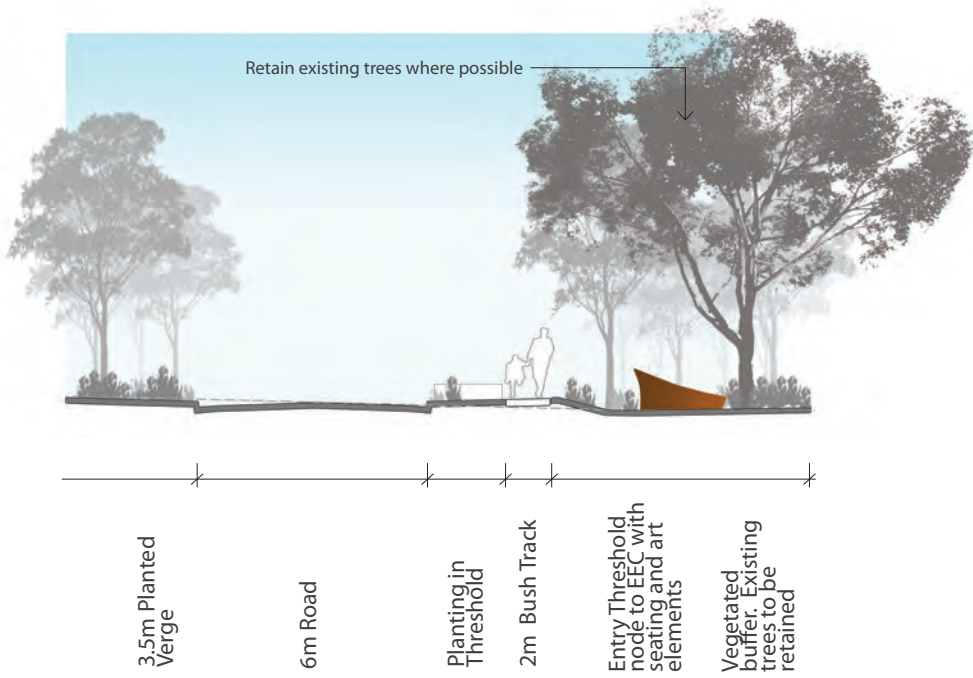 Retain existing trees where possible
3.5m Planted
Verge
6m Road
Planting in
Threshold
2m Bush Track
Entry Threshold
node to EEC with
seating and art
elements
Vegetated
buffer. Existing
trees to be
retained